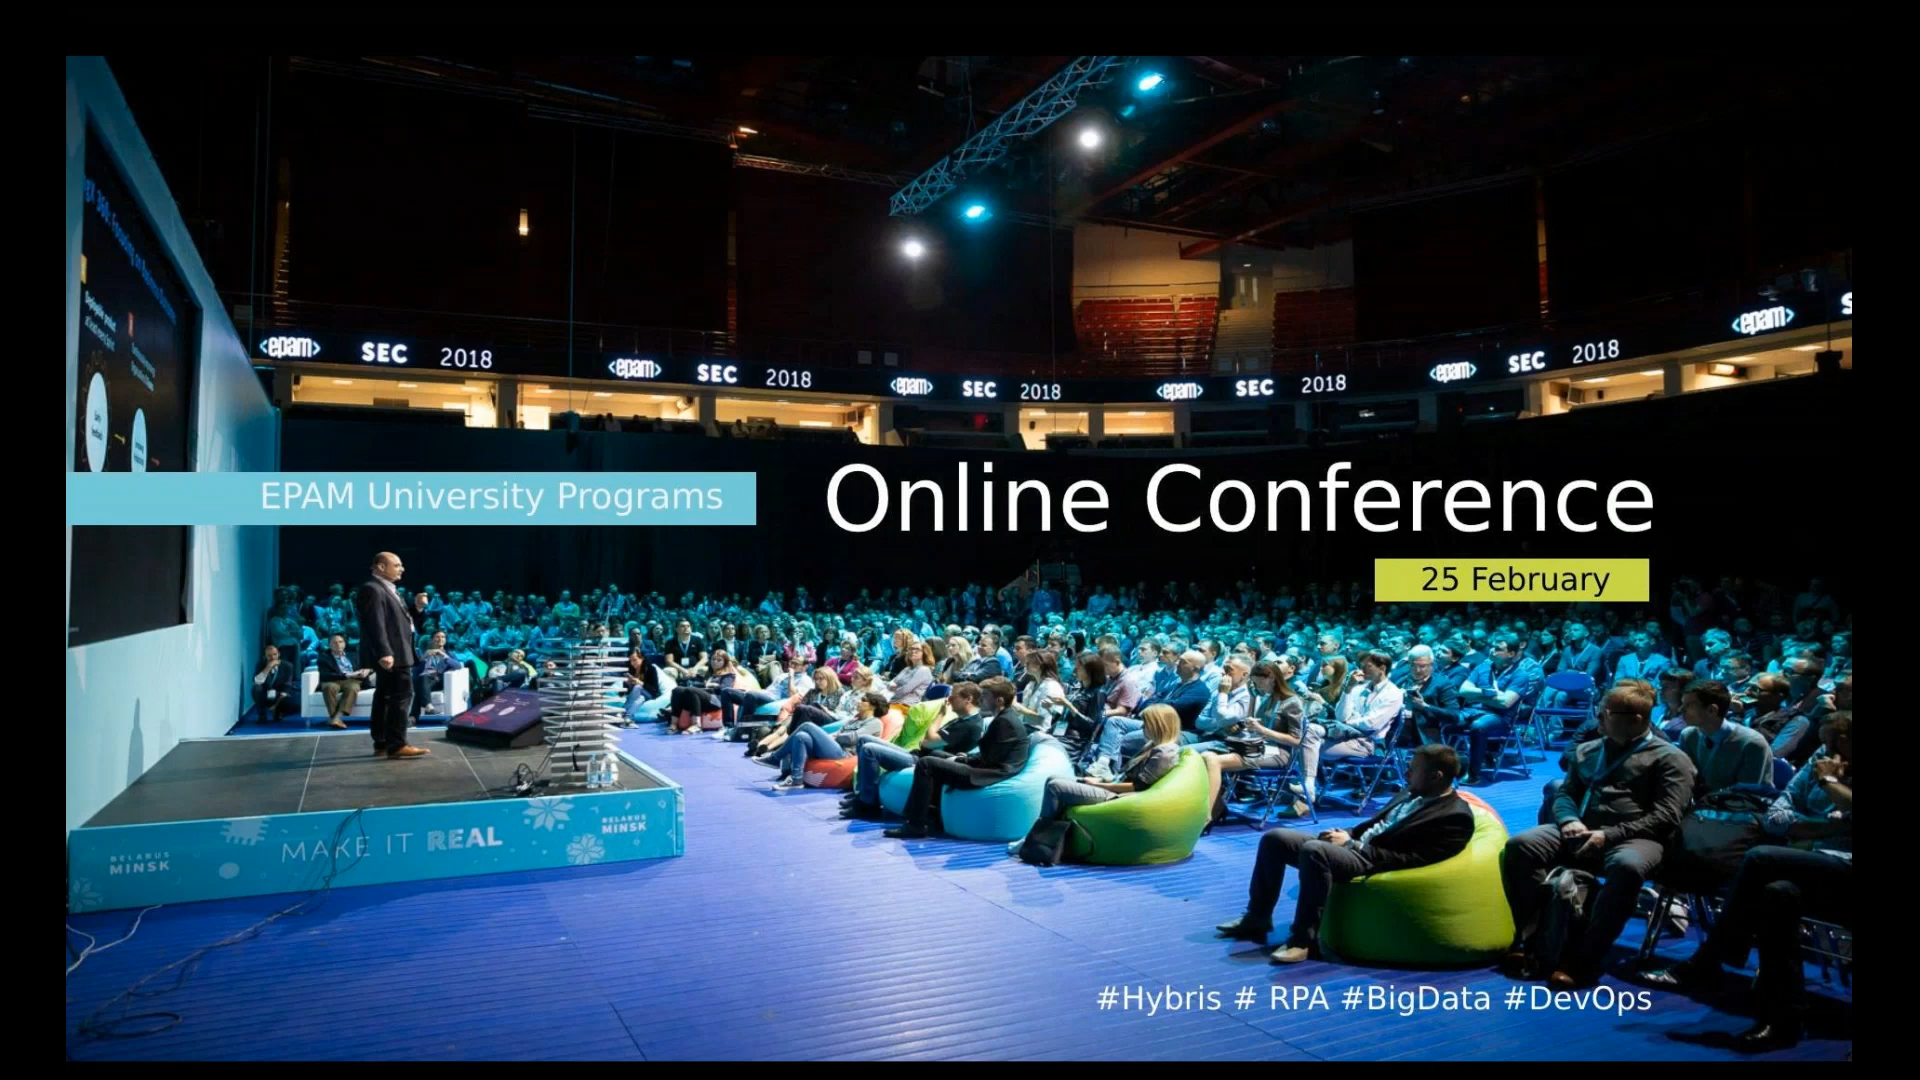 <epam> SEC 2018 <epam> SEC 2018 <epam> SEC 2018 <epam> SEC 2018 <epam> SEC 2018 <epam>
EPAM University Programs
Online Conference
25 February
MAKE IT REAL
BELARUS
MINSK
BELARUS
MINSK
#Hybris # RPA #BigData #DevOps